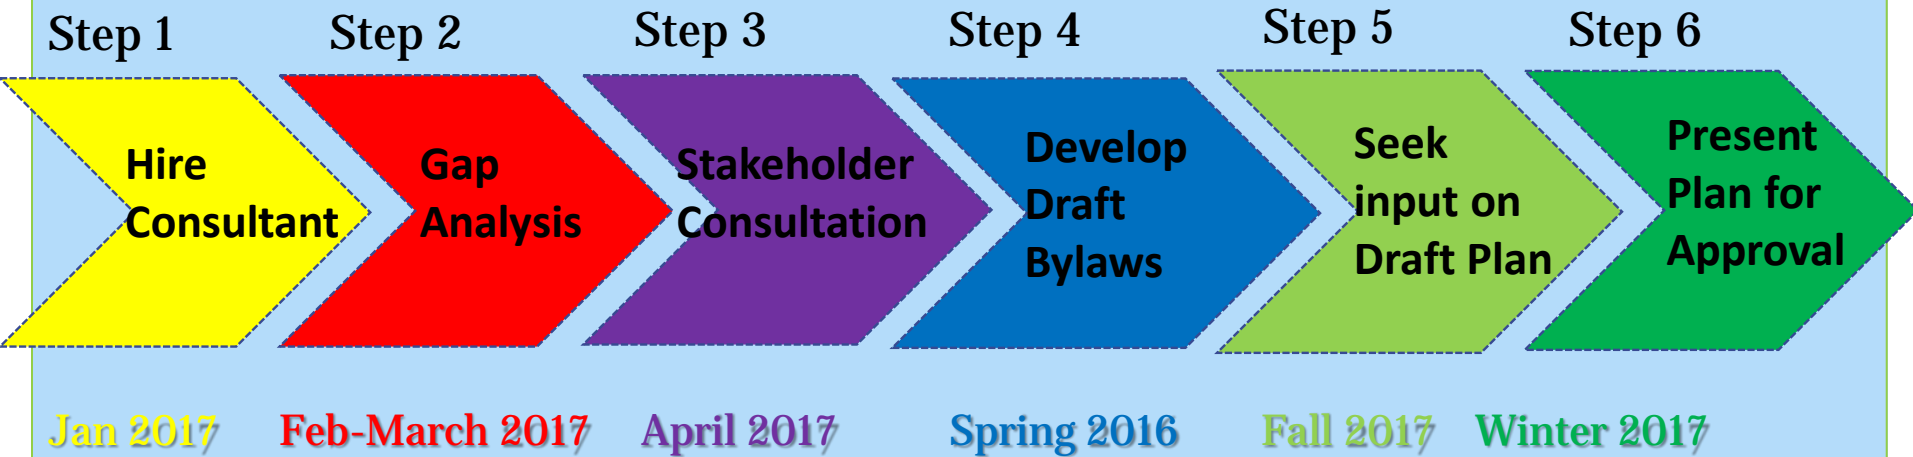 Step 1
Step 2
Step 3
Step 4
Step 5
Step 6
Hire
Consultant
Gap
Analysis
Stakeholder
Consultation
Develop
Draft
Bylaws
Seek
input on
Draft Plan
Present
Plan for
Approval
Jan 2017
Feb-March 2017
April 2017
Spring 2016
Fall 2017
Winter 2017